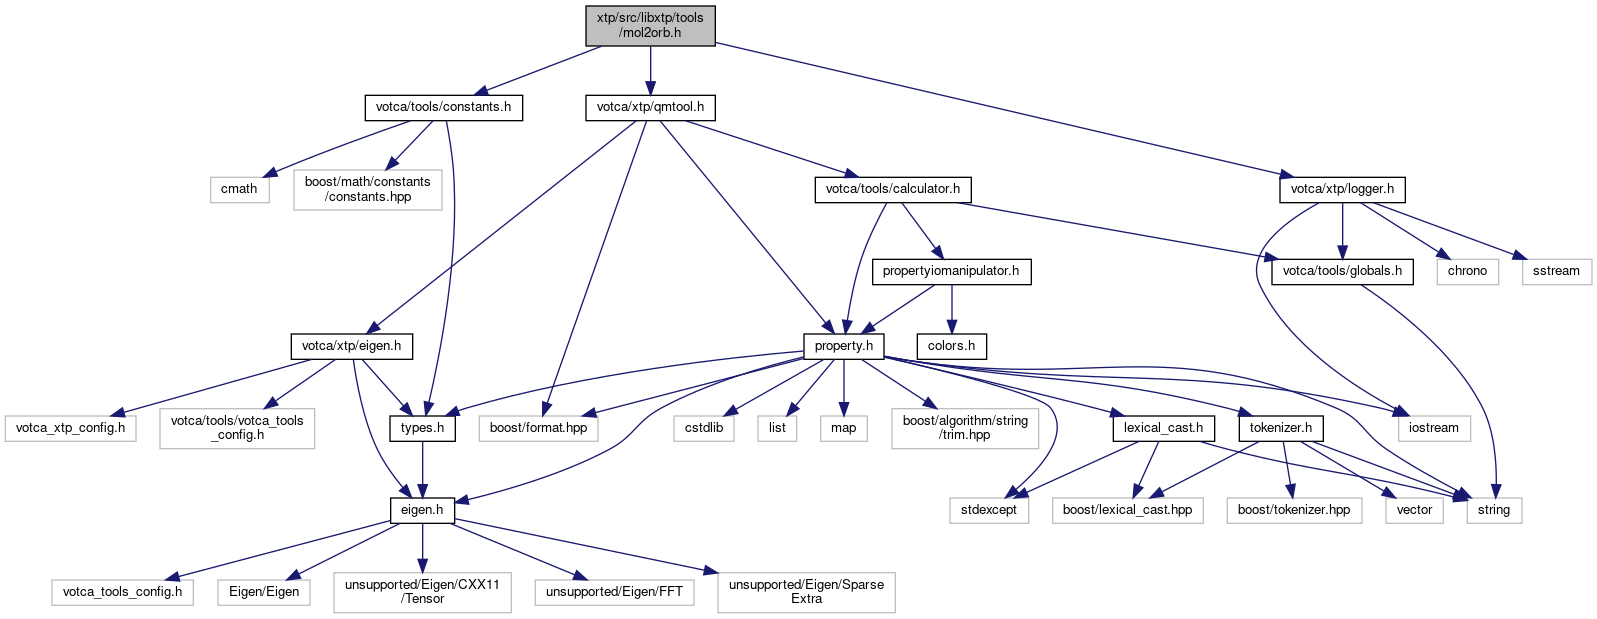 xtp/src/libxtp/tools
/mol2orb.h
votca/tools/constants.h
votca/xtp/qmtool.h
cmath
boost/math/constants
/constants.hpp
votca/tools/calculator.h
votca/xtp/logger.h
propertyiomanipulator.h
votca/tools/globals.h
chrono
sstream
votca/xtp/eigen.h
property.h
colors.h
votca_xtp_config.h
votca/tools/votca_tools
_config.h
types.h
boost/format.hpp
cstdlib
list
map
boost/algorithm/string
/trim.hpp
lexical_cast.h
tokenizer.h
iostream
eigen.h
stdexcept
boost/lexical_cast.hpp
boost/tokenizer.hpp
vector
string
votca_tools_config.h
Eigen/Eigen
unsupported/Eigen/CXX11
/Tensor
unsupported/Eigen/FFT
unsupported/Eigen/Sparse
Extra